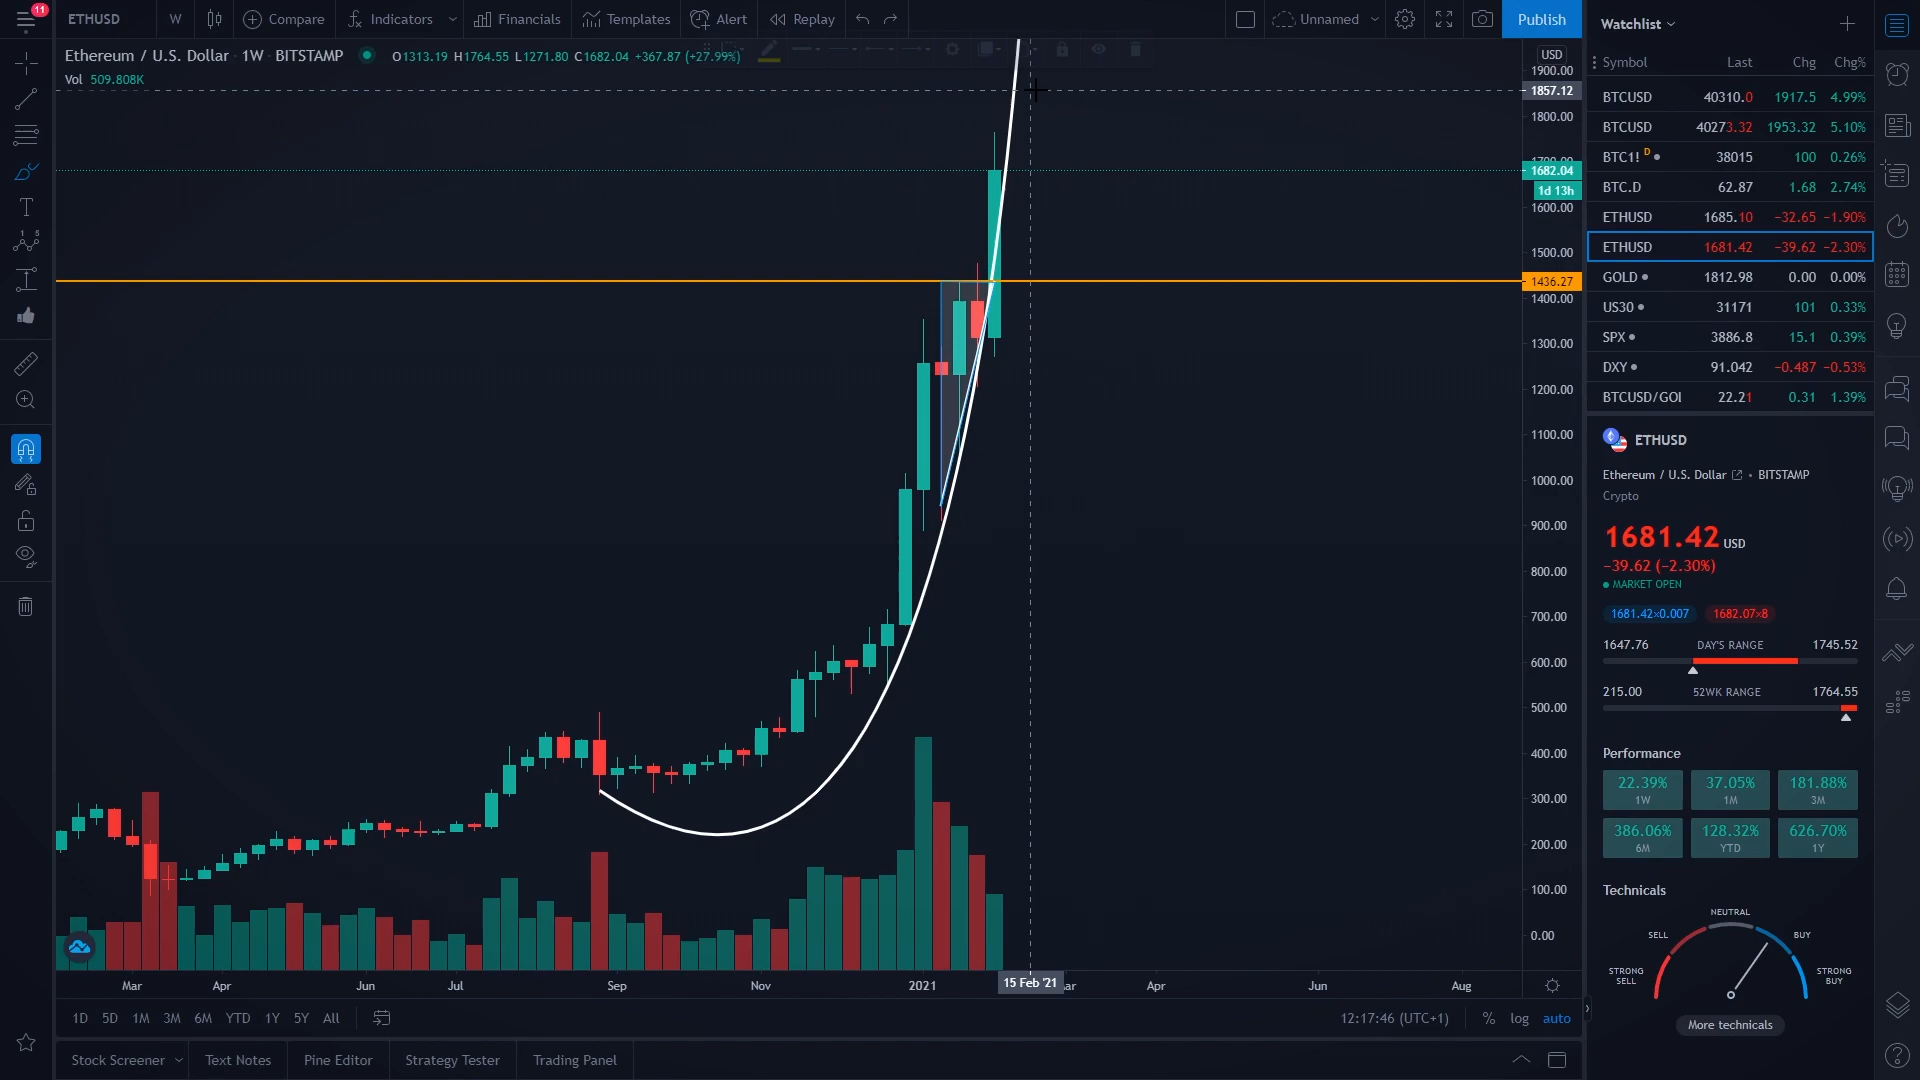 11
ETHUSD W Compare Indicators Financials Templates Alert Replay Unnamed Publish
Ethereum / U.S. Dollar · 1W · BITSTAMP O1313.19 H1764.55 L1271.80 C1682.04 +367.87 (+27.99%)
Vol 509.808K
USD
1900.00
1857.12
1800.00
1682.04
1d 13h
1600.00
1500.00
1436.27
1400.00
1300.00
1200.00
1100.00
1000.00
900.00
800.00
700.00
600.00
500.00
400.00
300.00
200.00
100.00
0.00
Mar Apr Jun Jul Sep Nov 2021 15 Feb '21 Apr Jun Aug
1D 5D 1M 3M 6M YTD 1Y 5Y All 12:17:46 (UTC+1) % log auto
Stock Screener Text Notes Pine Editor Strategy Tester Trading Panel
Watchlist
Symbol Last Chg Chg%
BTCUSD 40310.0 1917.5 4.99%
BTCUSD 40273.32 1953.32 5.10%
BTC1! D 38015 100 0.26%
BTC.D 62.87 1.68 2.74%
ETHUSD 1685.10 −32.65 −1.90%
ETHUSD 1681.42 −39.62 −2.30%
GOLD 1812.98 0.00 0.00%
US30 31171 101 0.33%
SPX 3886.8 15.1 0.39%
DXY 91.042 −0.487 −0.53%
BTCUSD/GOI 22.21 0.31 1.39%
ETHUSD
Ethereum / U.S. Dollar • BITSTAMP
Crypto
1681.42 USD
−39.62 (−2.30%)
MARKET OPEN
1681.42×0.007 1682.07×8
1647.76 DAY'S RANGE 1745.52
215.00 52WK RANGE 1764.55
Performance
22.39% 37.05% 181.88%
1W 1M 3M
386.06% 128.32% 626.70%
6M YTD 1Y
Technicals
NEUTRAL
SELL BUY
STRONG SELL STRONG BUY
More technicals